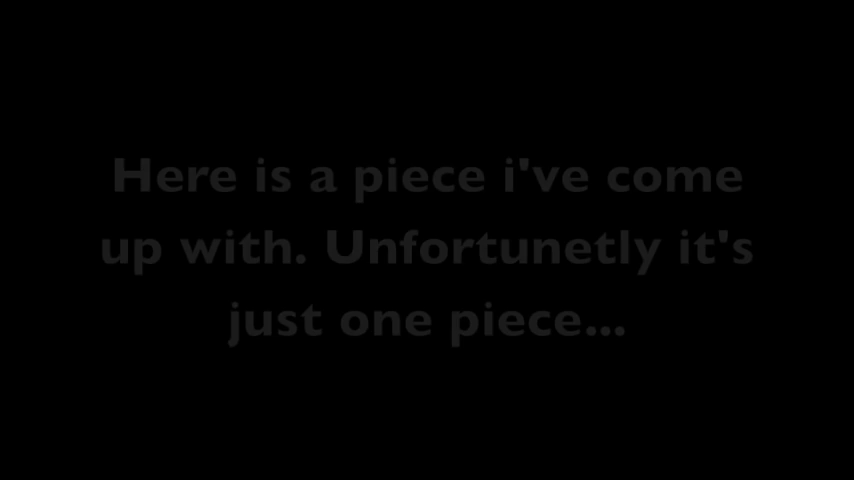 Here is a piece i've come
up with. Unfortunetly it's
just one piece...